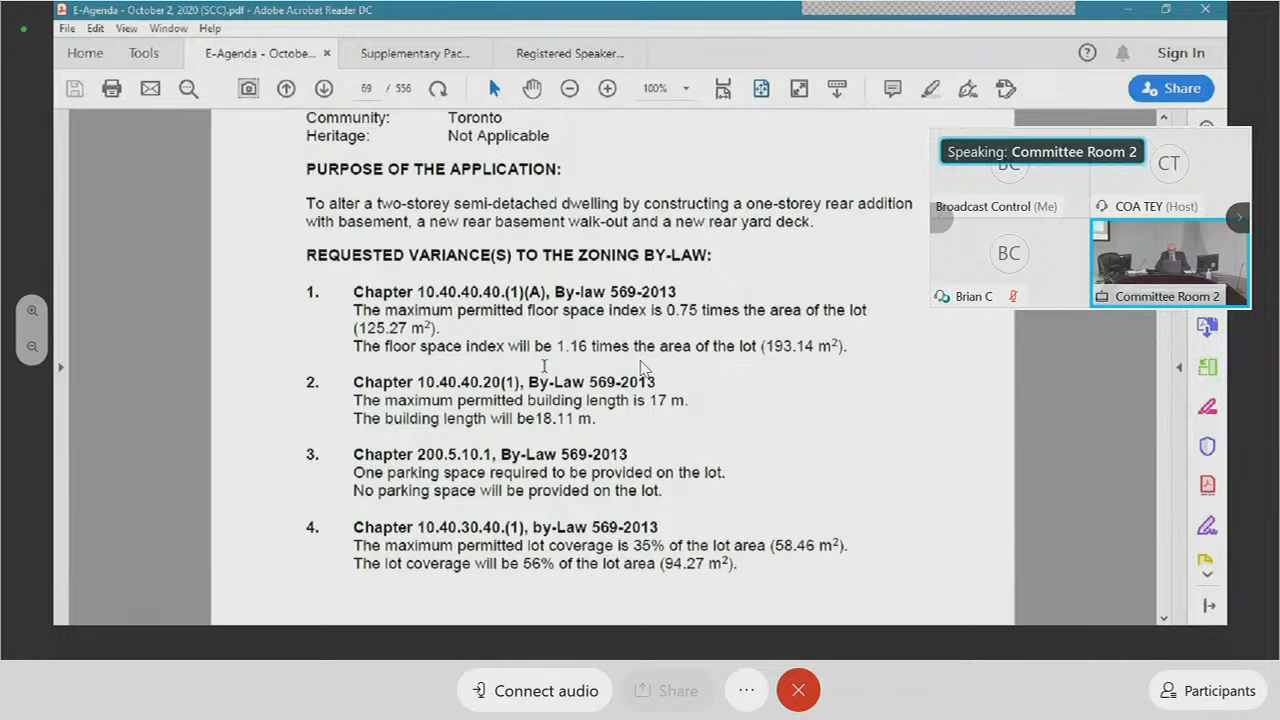 E-Agenda - October 2, 2020 (SCC).pdf - Adobe Acrobat Reader DC
File Edit View Window Help
Home Tools E-Agenda - Octobe... × Supplementary Pac... Registered Speaker... Sign In
69 / 556 100% Share
Community: Toronto
Heritage: Not Applicable
PURPOSE OF THE APPLICATION:
To alter a two-storey semi-detached dwelling by constructing a one-storey rear addition
with basement, a new rear basement walk-out and a new rear yard deck.
REQUESTED VARIANCE(S) TO THE ZONING BY-LAW:
1. Chapter 10.40.40.40.(1)(A), By-law 569-2013
The maximum permitted floor space index is 0.75 times the area of the lot
(125.27 m2).
The floor space index will be 1.16 times the area of the lot (193.14 m2).
2. Chapter 10.40.40.20(1), By-Law 569-2013
The maximum permitted building length is 17 m.
The building length will be18.11 m.
3. Chapter 200.5.10.1, By-Law 569-2013
One parking space required to be provided on the lot.
No parking space will be provided on the lot.
4. Chapter 10.40.30.40.(1), by-Law 569-2013
The maximum permitted lot coverage is 35% of the lot area (58.46 m2).
The lot coverage will be 56% of the lot area (94.27 m2).
Speaking: Committee Room 2
BC CT
Broadcast Control (Me) COA TEY (Host)
BC
Brian C Committee Room 2
Connect audio Share ... Participants